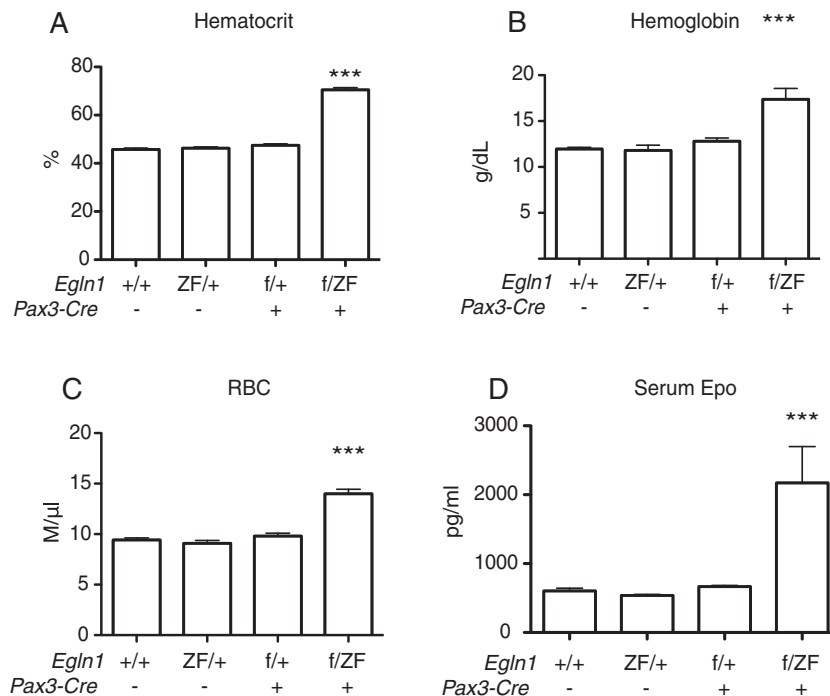 A Hematocrit
***
80
60
40
20
0
%
Egln1 +/+ ZF/+ f/+ f/ZF
Pax3-Cre - - + +
B Hemoglobin ***
20
15
10
5
g/dL
Egln1 +/+ ZF/+ f/+ f/ZF
Pax3-Cre - - + +
C RBC
***
20
15
10
5
0
M/µl
Egln1 +/+ ZF/+ f/+ f/ZF
Pax3-Cre - - + +
D Serum Epo
***
3000
2000
1000
0
pg/ml
Egln1 +/+ ZF/+ f/+ f/ZF
Pax3-Cre - - + +